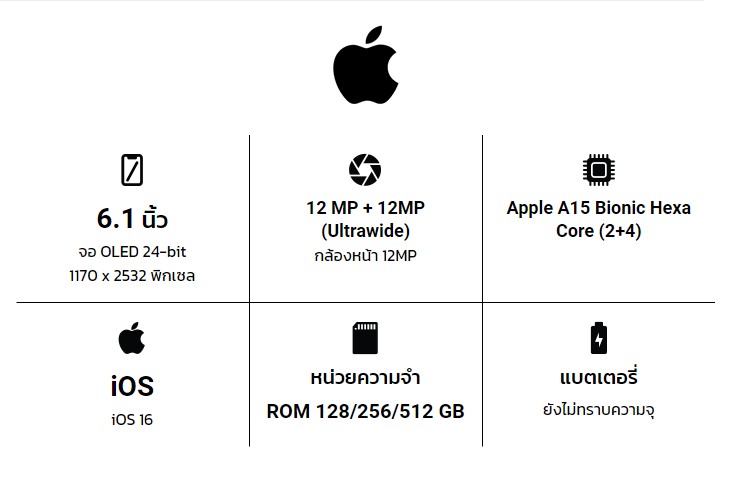 6.1 นิ้ว
จอ OLED 24-bit
1170 x 2532 พิกเซล
12 MP + 12MP
(Ultrawide)
กล้องหน้า 12MP
Apple A15 Bionic Hexa
Core (2+4)
iOS
iOS 16
หน่วยความจำ
ROM 128/256/512 GB
แบตเตอรี่
ยังไม่ทราบความจุ